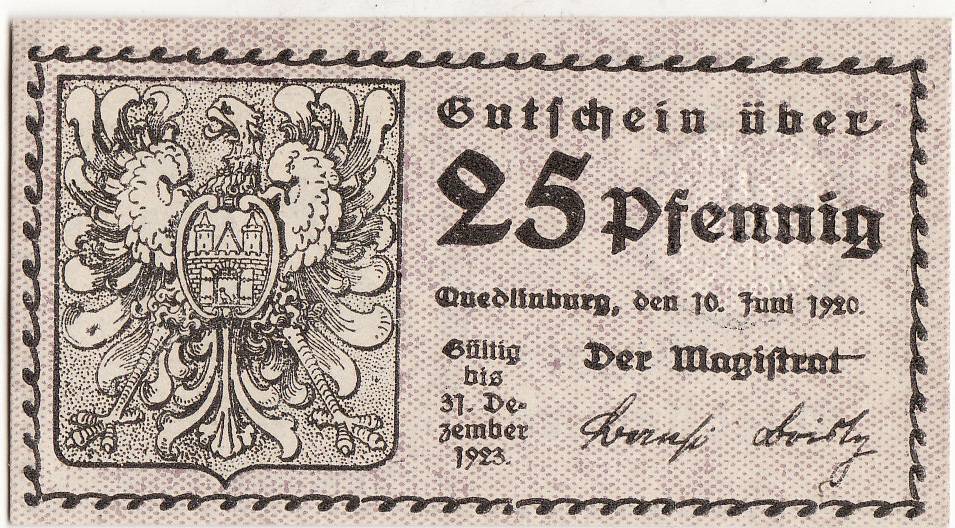 Gutschein über
25 Pfennig
Quedlinburg, den 10. Juni 1920.
Gültig
bis
31. De-
zember
1923.
Der Magistrat